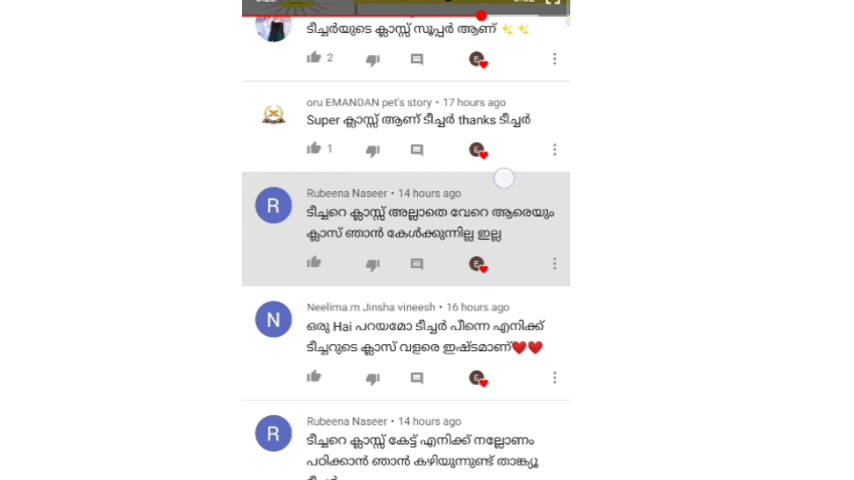 ടീച്ചർയുടെ ക്ലാസ്സ് സൂപ്പർ ആണ് ✨ ✨
2
oru EMANDAN pet's story • 17 hours ago
Super ക്ലാസ്സ് ആണ് ടീച്ചർ thanks ടീച്ചർ
1
R
Rubeena Naseer • 14 hours ago
ടീച്ചറെ ക്ലാസ്സ് അല്ലാതെ വേറെ ആരെയും
ക്ലാസ് ഞാൻ കേൾക്കുന്നില്ല ഇല്ല
N
Neelima.m Jinsha vineesh • 16 hours ago
ഒരു Hai പറയമോ ടീച്ചർ പീന്നെ എനിക്ക്
ടീച്ചറുടെ ക്ലാസ് വളരെ ഇഷ്ടമാണ്❤️❤️
R
Rubeena Naseer • 14 hours ago
ടീച്ചറെ ക്ലാസ്സ് കേട്ട് എനിക്ക് നല്ലോണം
പഠിക്കാൻ ഞാൻ കഴിയുന്നുണ്ട് താങ്ക്യൂ